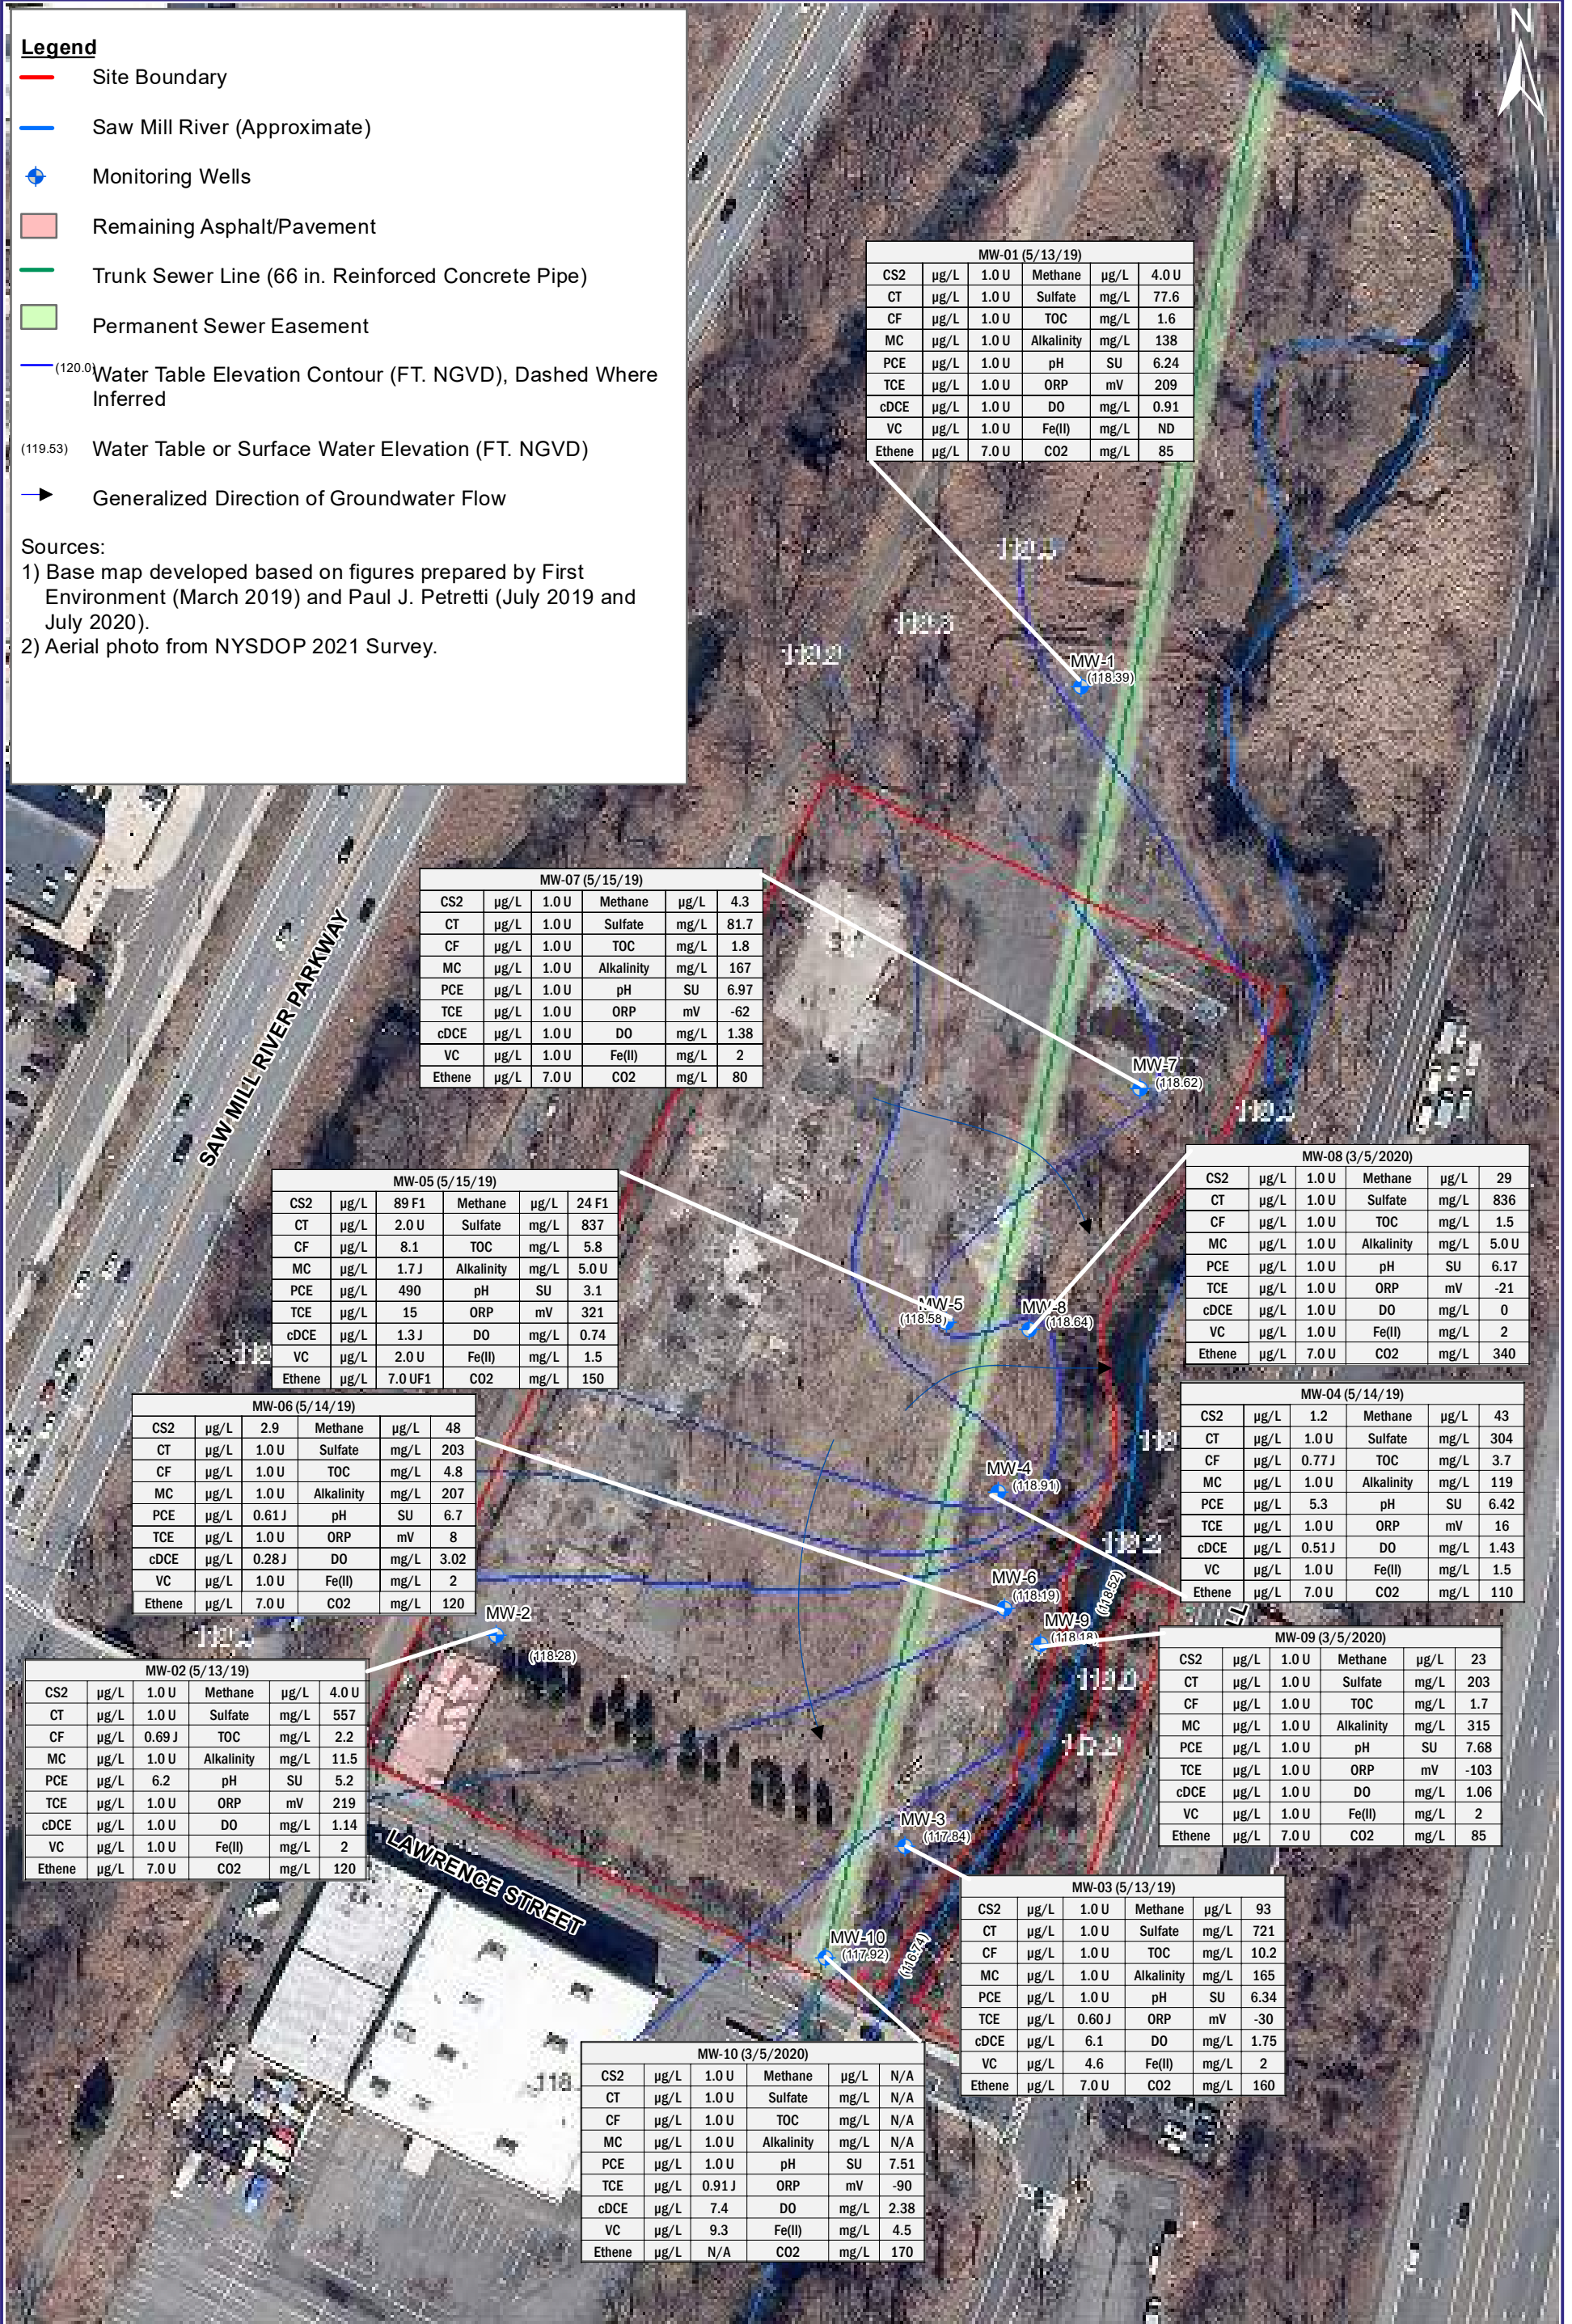 Legend
Site Boundary
Saw Mill River (Approximate)
Monitoring Wells
Remaining Asphalt/Pavement
Trunk Sewer Line (66 in. Reinforced Concrete Pipe)
Permanent Sewer Easement
(120.0) Water Table Elevation Contour (FT. NGVD), Dashed Where
Inferred
(119.53) Water Table or Surface Water Elevation (FT. NGVD)
Generalized Direction of Groundwater Flow
Sources:
1) Base map developed based on figures prepared by First
Environment (March 2019) and Paul J. Petretti (July 2019 and
July 2020).
2) Aerial photo from NYSDOP 2021 Survey.
N
MW-01 (5/13/19)
CS2 µg/L 1.0 U Methane µg/L 4.0 U
CT µg/L 1.0 U Sulfate mg/L 77.6
CF µg/L 1.0 U TOC mg/L 1.6
MC µg/L 1.0 U Alkalinity mg/L 138
PCE µg/L 1.0 U pH SU 6.24
TCE µg/L 1.0 U ORP mV 209
cDCE µg/L 1.0 U DO mg/L 0.91
VC µg/L 1.0 U Fe(II) mg/L ND
Ethene µg/L 7.0 U CO2 mg/L 85
MW-1
(118.39)
MW-07 (5/15/19)
CS2 µg/L 1.0 U Methane µg/L 4.3
CT µg/L 1.0 U Sulfate mg/L 81.7
CF µg/L 1.0 U TOC mg/L 1.8
MC µg/L 1.0 U Alkalinity mg/L 167
PCE µg/L 1.0 U pH SU 6.97
TCE µg/L 1.0 U ORP mV -62
cDCE µg/L 1.0 U DO mg/L 1.38
VC µg/L 1.0 U Fe(II) mg/L 2
Ethene µg/L 7.0 U CO2 mg/L 80
SAW MILL RIVER PARKWAY
MW-7
(118.62)
MW-08 (3/5/2020)
CS2 µg/L 1.0 U Methane µg/L 29
CT µg/L 1.0 U Sulfate mg/L 836
CF µg/L 1.0 U TOC mg/L 1.5
MC µg/L 1.0 U Alkalinity mg/L 5.0 U
PCE µg/L 1.0 U pH SU 6.17
TCE µg/L 1.0 U ORP mV -21
cDCE µg/L 1.0 U DO mg/L 0
VC µg/L 1.0 U Fe(II) mg/L 2
Ethene µg/L 7.0 U CO2 mg/L 340
MW-05 (5/15/19)
CS2 µg/L 89 F1 Methane µg/L 24 F1
CT µg/L 2.0 U Sulfate mg/L 837
CF µg/L 8.1 TOC mg/L 5.8
MC µg/L 1.7 J Alkalinity mg/L 5.0 U
PCE µg/L 490 pH SU 3.1
TCE µg/L 15 ORP mV 321
cDCE µg/L 1.3 J DO mg/L 0.74
VC µg/L 2.0 U Fe(II) mg/L 1.5
Ethene µg/L 7.0 UF1 CO2 mg/L 150
MW-5
(118.58)
MW-8
(118.64)
MW-06 (5/14/19)
CS2 µg/L 2.9 Methane µg/L 48
CT µg/L 1.0 U Sulfate mg/L 203
CF µg/L 1.0 U TOC mg/L 4.8
MC µg/L 1.0 U Alkalinity mg/L 207
PCE µg/L 0.61 J pH SU 6.7
TCE µg/L 1.0 U ORP mV 8
cDCE µg/L 0.28 J DO mg/L 3.02
VC µg/L 1.0 U Fe(II) mg/L 2
Ethene µg/L 7.0 U CO2 mg/L 120
MW-04 (5/14/19)
CS2 µg/L 1.2 Methane µg/L 43
CT µg/L 1.0 U Sulfate mg/L 304
CF µg/L 0.77 J TOC mg/L 3.7
MC µg/L 1.0 U Alkalinity mg/L 119
PCE µg/L 5.3 pH SU 6.42
TCE µg/L 1.0 U ORP mV 16
cDCE µg/L 0.51 J DO mg/L 1.43
VC µg/L 1.0 U Fe(II) mg/L 1.5
Ethene µg/L 7.0 U CO2 mg/L 110
MW-4
(118.91)
MW-6
(118.19)
(118.52)
MW-9
(118.18)
MW-2
(118.28)
MW-02 (5/13/19)
CS2 µg/L 1.0 U Methane µg/L 4.0 U
CT µg/L 1.0 U Sulfate mg/L 557
CF µg/L 0.69 J TOC mg/L 2.2
MC µg/L 1.0 U Alkalinity mg/L 11.5
PCE µg/L 6.2 pH SU 5.2
TCE µg/L 1.0 U ORP mV 219
cDCE µg/L 1.0 U DO mg/L 1.14
VC µg/L 1.0 U Fe(II) mg/L 2
Ethene µg/L 7.0 U CO2 mg/L 120
MW-09 (3/5/2020)
CS2 µg/L 1.0 U Methane µg/L 23
CT µg/L 1.0 U Sulfate mg/L 203
CF µg/L 1.0 U TOC mg/L 1.7
MC µg/L 1.0 U Alkalinity mg/L 315
PCE µg/L 1.0 U pH SU 7.68
TCE µg/L 1.0 U ORP mV -103
cDCE µg/L 1.0 U DO mg/L 1.06
VC µg/L 1.0 U Fe(II) mg/L 2
Ethene µg/L 7.0 U CO2 mg/L 85
LAWRENCE STREET
MW-3
(117.84)
MW-10
(117.92)
(116.74)
MW-03 (5/13/19)
CS2 µg/L 1.0 U Methane µg/L 93
CT µg/L 1.0 U Sulfate mg/L 721
CF µg/L 1.0 U TOC mg/L 10.2
MC µg/L 1.0 U Alkalinity mg/L 165
PCE µg/L 1.0 U pH SU 6.34
TCE µg/L 0.60 J ORP mV -30
cDCE µg/L 6.1 DO mg/L 1.75
VC µg/L 4.6 Fe(II) mg/L 2
Ethene µg/L 7.0 U CO2 mg/L 160
MW-10 (3/5/2020)
CS2 µg/L 1.0 U Methane µg/L N/A
CT µg/L 1.0 U Sulfate mg/L N/A
CF µg/L 1.0 U TOC mg/L N/A
MC µg/L 1.0 U Alkalinity mg/L N/A
PCE µg/L 1.0 U pH SU 7.51
TCE µg/L 0.91 J ORP mV -90
cDCE µg/L 7.4 DO mg/L 2.38
VC µg/L 9.3 Fe(II) mg/L 4.5
Ethene µg/L N/A CO2 mg/L 170